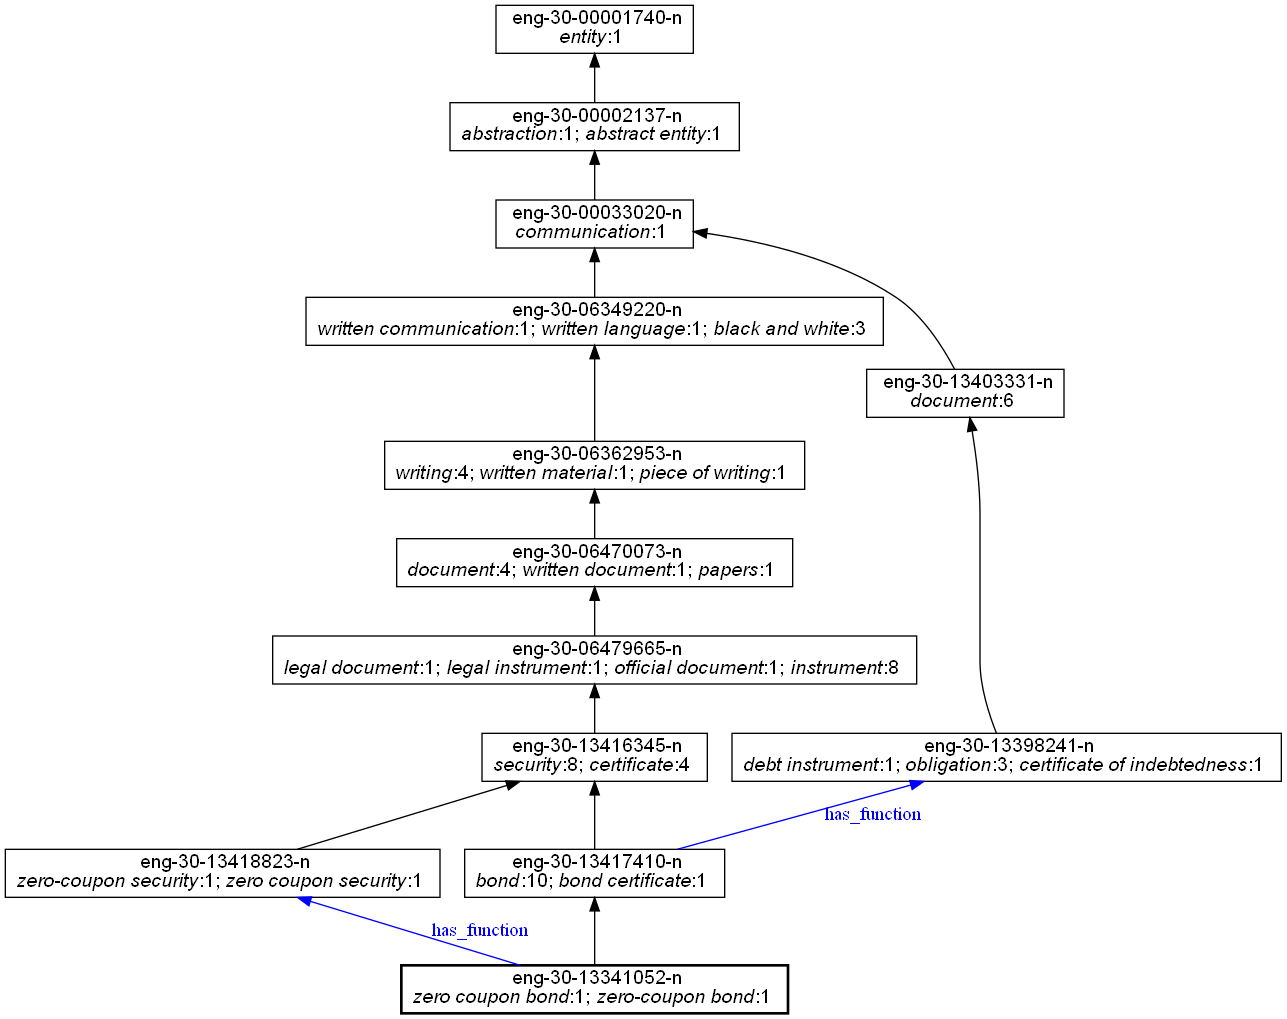 eng-30-00001740-n
entity:1
eng-30-00002137-n
abstraction:1; abstract entity:1
eng-30-00033020-n
communication:1
eng-30-06349220-n
written communication:1; written language:1; black and white:3
eng-30-13403331-n
document:6
eng-30-06362953-n
writing:4; written material:1; piece of writing:1
eng-30-06470073-n
document:4; written document:1; papers:1
eng-30-06479665-n
legal document:1; legal instrument:1; official document:1; instrument:8
eng-30-13416345-n
security:8; certificate:4
eng-30-13398241-n
debt instrument:1; obligation:3; certificate of indebtedness:1
has_function
eng-30-13418823-n
zero-coupon security:1; zero coupon security:1
eng-30-13417410-n
bond:10; bond certificate:1
has_function
eng-30-13341052-n
zero coupon bond:1; zero-coupon bond:1